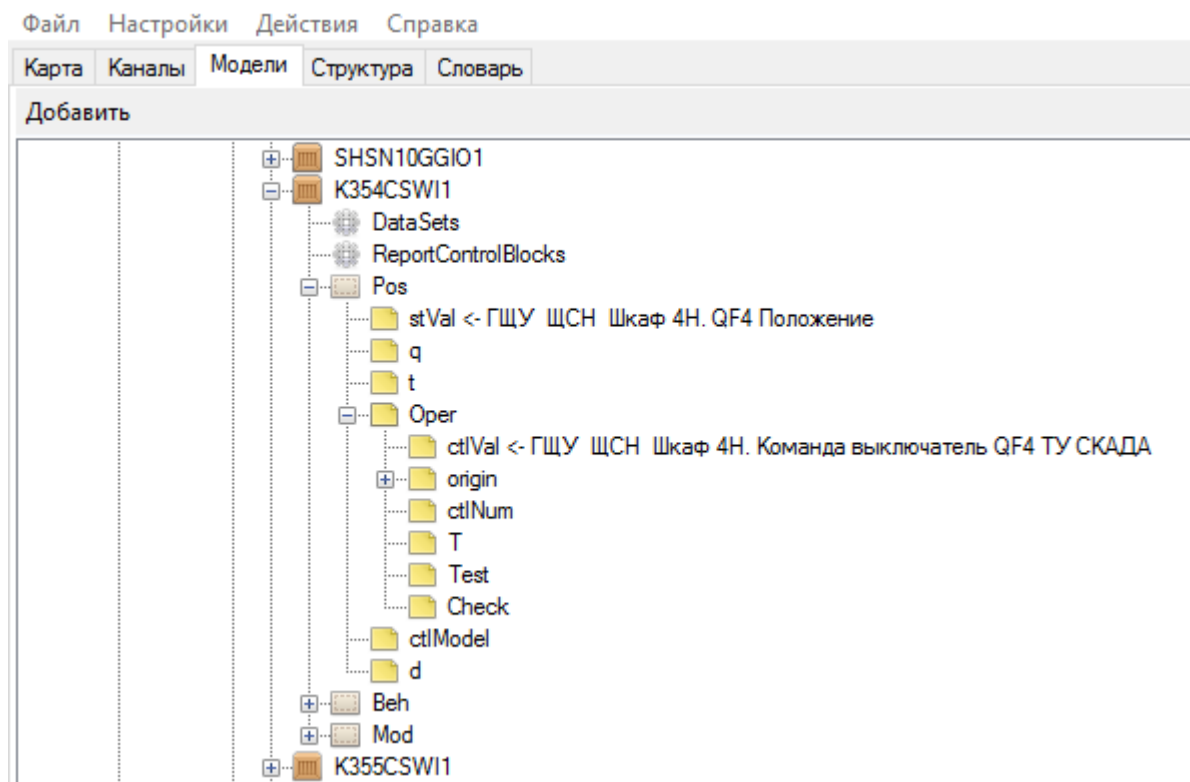 Файл Настройки Действия Справка
Карта Каналы Модели Структура Словарь
Добавить
SHSN10GGIO1
K354CSWI1
DataSets
ReportControlBlocks
Pos
stVal <- ГЩУ ЩСН Шкаф 4Н. QF4 Положение
q
t
Oper
ctlVal <- ГЩУ ЩСН Шкаф 4Н. Команда выключатель QF4 ТУ СКАДА
origin
ctlNum
T
Test
Check
ctlModel
d
Beh
Mod
K355CSWI1